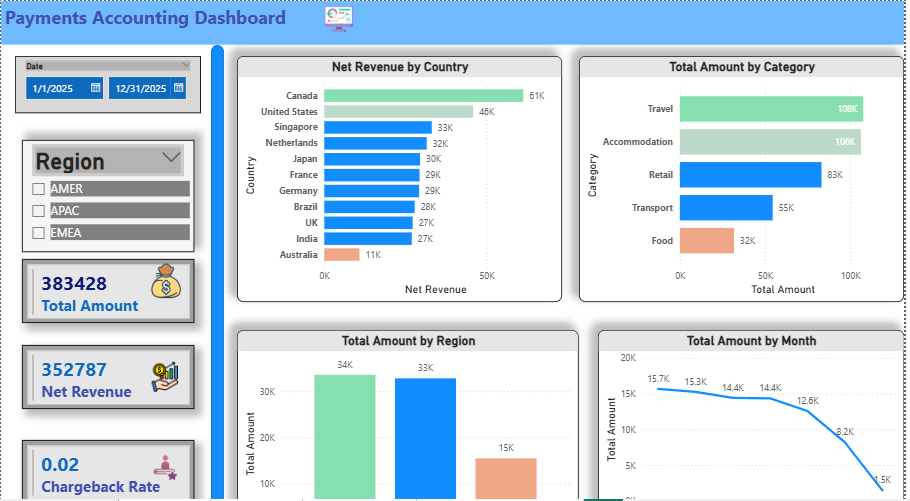 Payments Accounting Dashboard
Date
1/1/2025
12/31/2025
Region
AMER
APAC
EMEA
383428
Total Amount
352787
Net Revenue
0.02
Chargeback Rate
Net Revenue by Country
Country
Canada 61K
United States 46K
Singapore 33K
Netherlands 32K
Japan 30K
France 29K
Germany 29K
Brazil 28K
UK 27K
India 27K
Australia 11K
0K 50K
Net Revenue
Total Amount by Category
Category
Travel 108K
Accommodation 106K
Retail 83K
Transport 55K
Food 32K
0K 50K 100K
Total Amount
Total Amount by Region
Total Amount
34K 33K 15K
30K
20K
10K
Total Amount by Month
Total Amount
20K
15K
10K
5K
15.7K 15.3K 14.4K 14.4K 12.6K 8.2K 1.5K